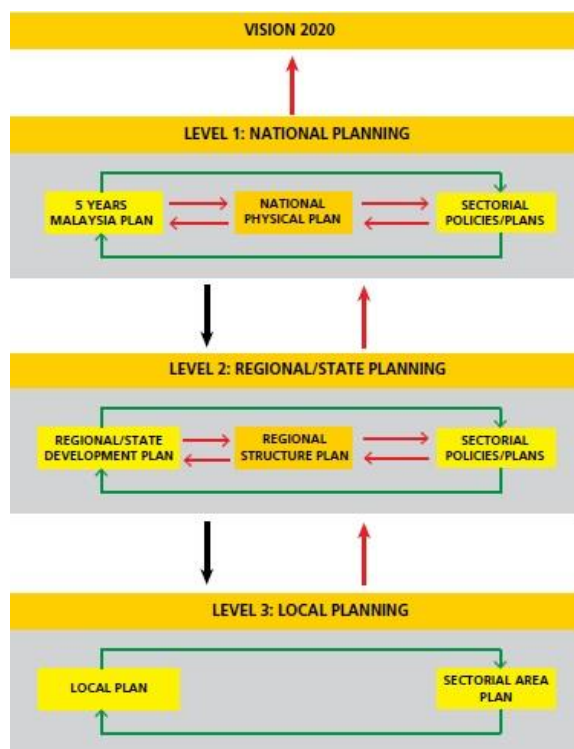 VISION 2020
LEVEL 1: NATIONAL PLANNING
5 YEARS
MALAYSIA PLAN
NATIONAL
PHYSICAL PLAN
SECTORIAL
POLICIES/PLANS
LEVEL 2: REGIONAL/STATE PLANNING
REGIONAL/STATE
DEVELOPMENT PLAN
REGIONAL
STRUCTURE PLAN
SECTORIAL
POLICIES/PLANS
LEVEL 3: LOCAL PLANNING
LOCAL PLAN
SECTORIAL AREA
PLAN